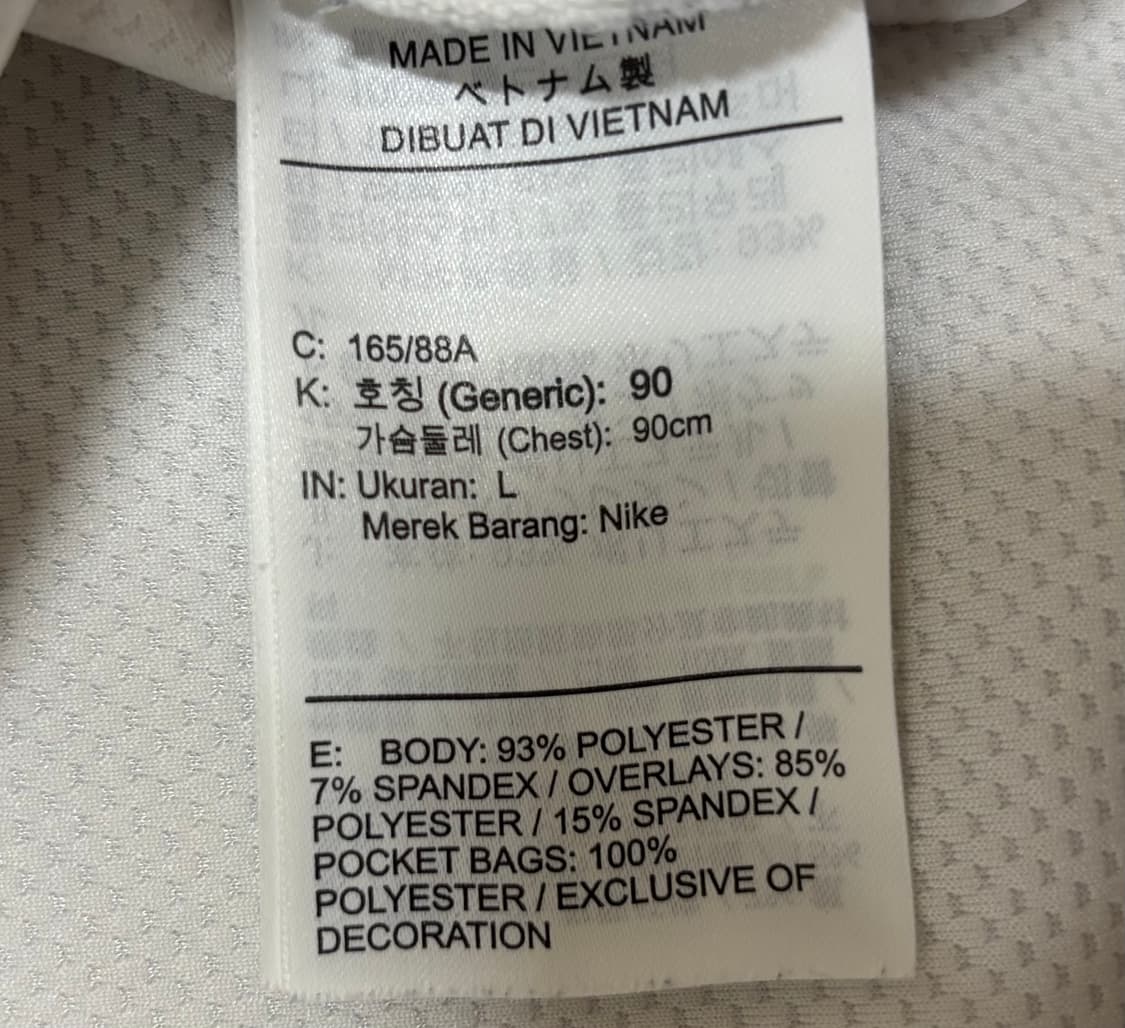 MADE IN VIETNAM
ベトナム製
DIBUAT DI VIETNAM
C: 165/88A
K: 호칭 (Generic): 90
가슴둘레 (Chest): 90cm
IN: Ukuran: L
Merek Barang: Nike
E: BODY: 93% POLYESTER /
7% SPANDEX / OVERLAYS: 85%
POLYESTER / 15% SPANDEX /
POCKET BAGS: 100%
POLYESTER / EXCLUSIVE OF
DECORATION